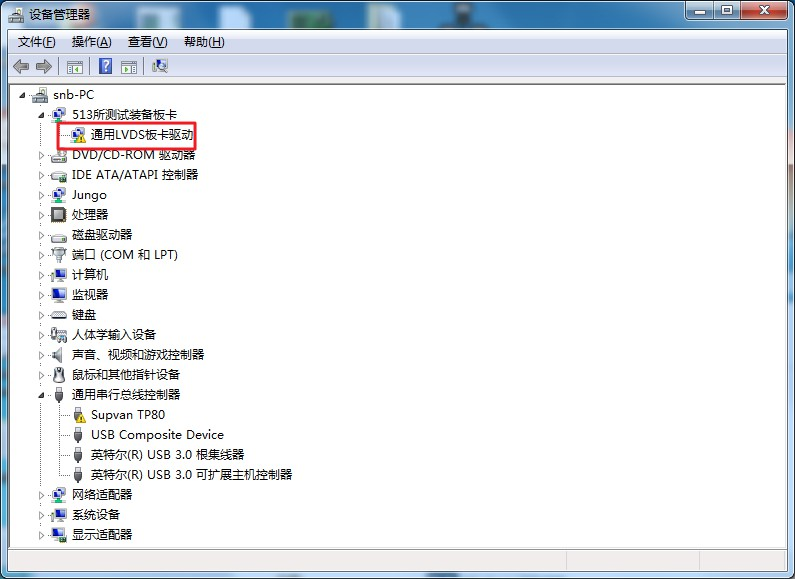 设备管理器
文件(F) 操作(A) 查看(V) 帮助(H)
snb-PC
513所测试装备板卡
通用LVDS板卡驱动
DVD/CD-ROM 驱动器
IDE ATA/ATAPI 控制器
Jungo
处理器
磁盘驱动器
端口 (COM 和 LPT)
计算机
监视器
键盘
人体学输入设备
声音、视频和游戏控制器
鼠标和其他指针设备
通用串行总线控制器
Supvan TP80
USB Composite Device
英特尔(R) USB 3.0 根集线器
英特尔(R) USB 3.0 可扩展主机控制器
网络适配器
系统设备
显示适配器